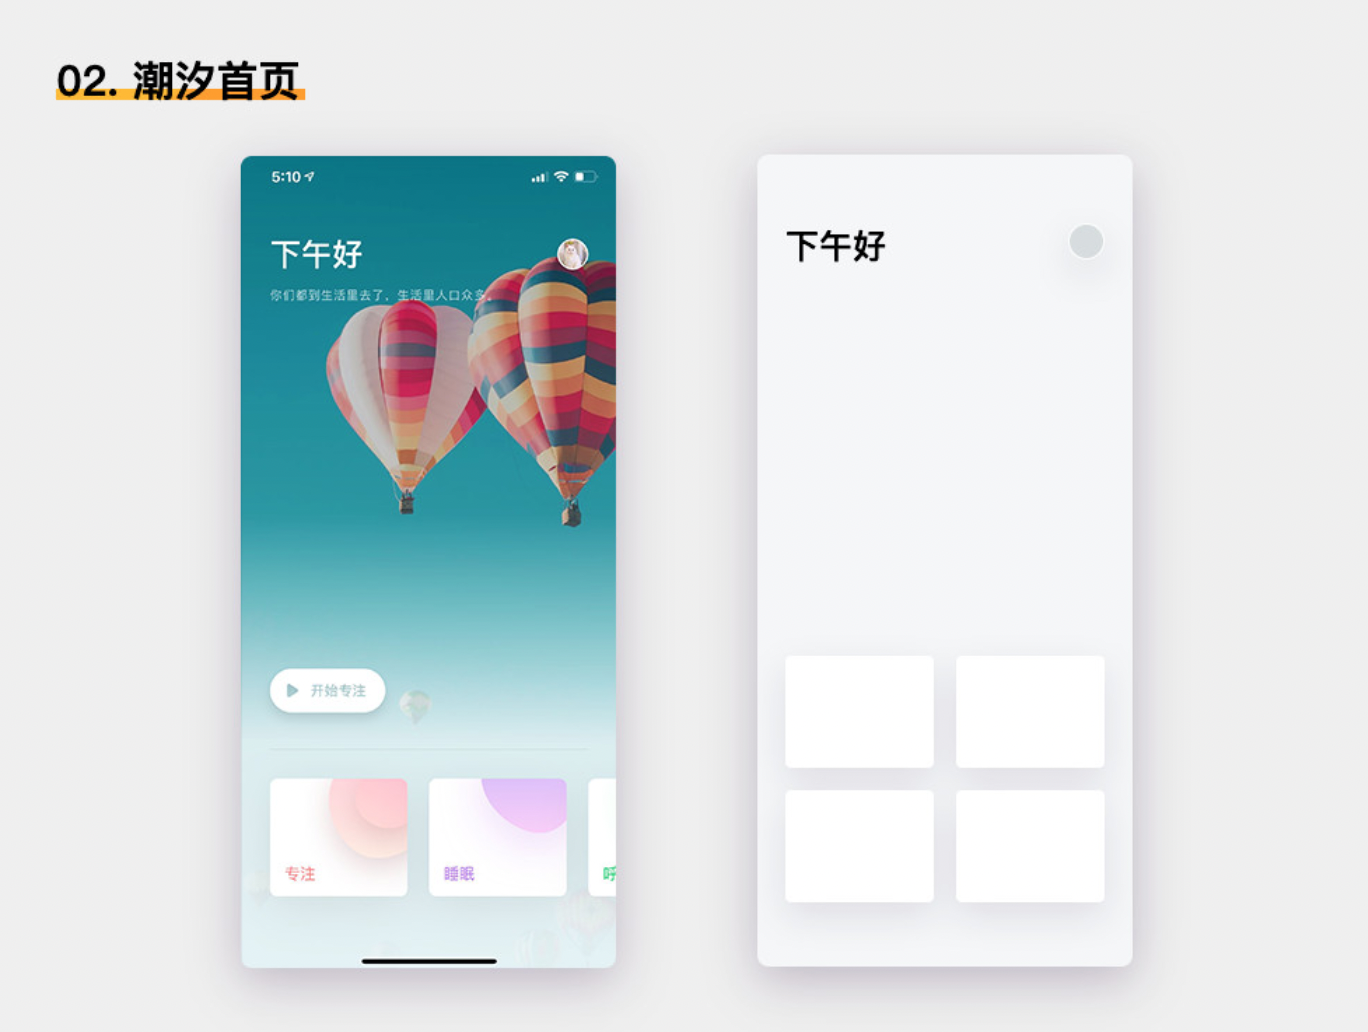 02. 潮汐首页
5:10
下午好
你们都到生活里去了，生活里人口众多。
开始专注
专注
睡眠
呼
下午好